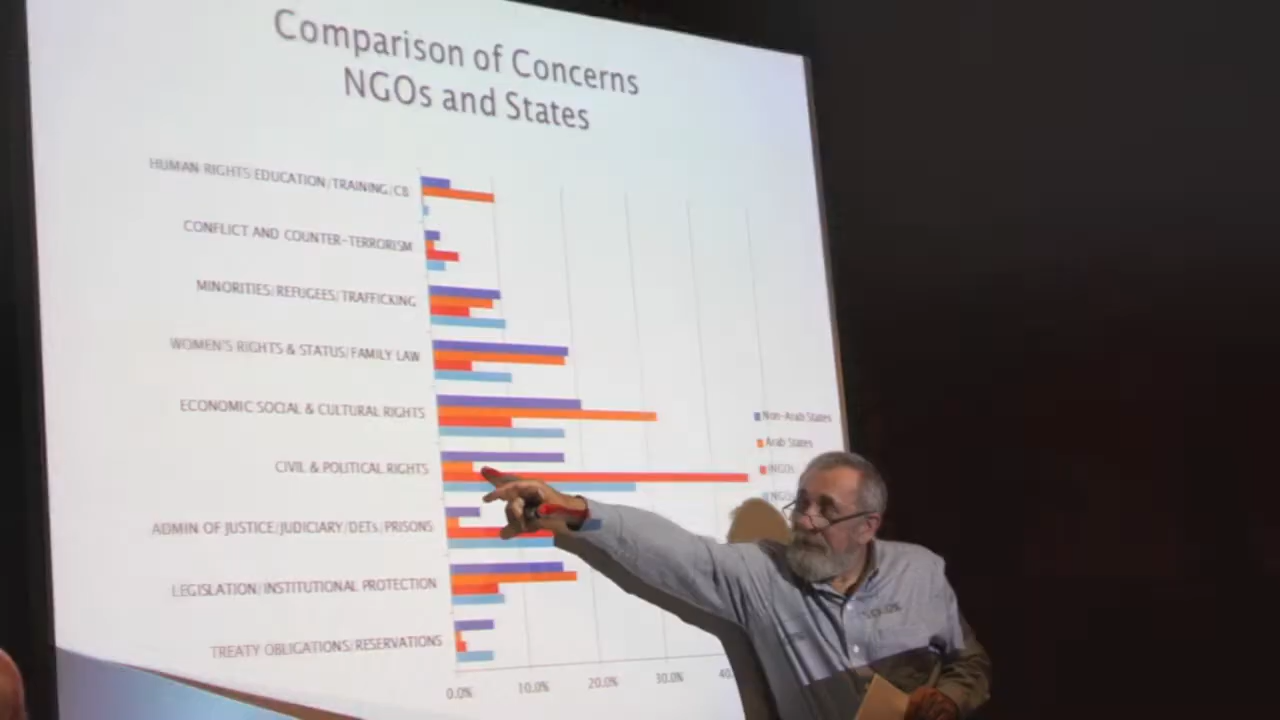 Comparison of Concerns
NGOs and States
HUMAN RIGHTS EDUCATION/TRAINING/CB
CONFLICT AND COUNTER-TERRORISM
MINORITIES/REFUGEES/TRAFFICKING
WOMEN'S RIGHTS & STATUS/FAMILY LAW
ECONOMIC SOCIAL & CULTURAL RIGHTS
Non-Arab States
Arab States
CIVIL & POLITICAL RIGHTS
INGOs
NGOs
ADMIN OF JUSTICE/JUDICIARY/DETs/PRISONS
LEGISLATION/INSTITUTIONAL PROTECTION
TREATY OBLIGATIONS/RESERVATIONS
0.0% 10.0% 20.0% 30.0%